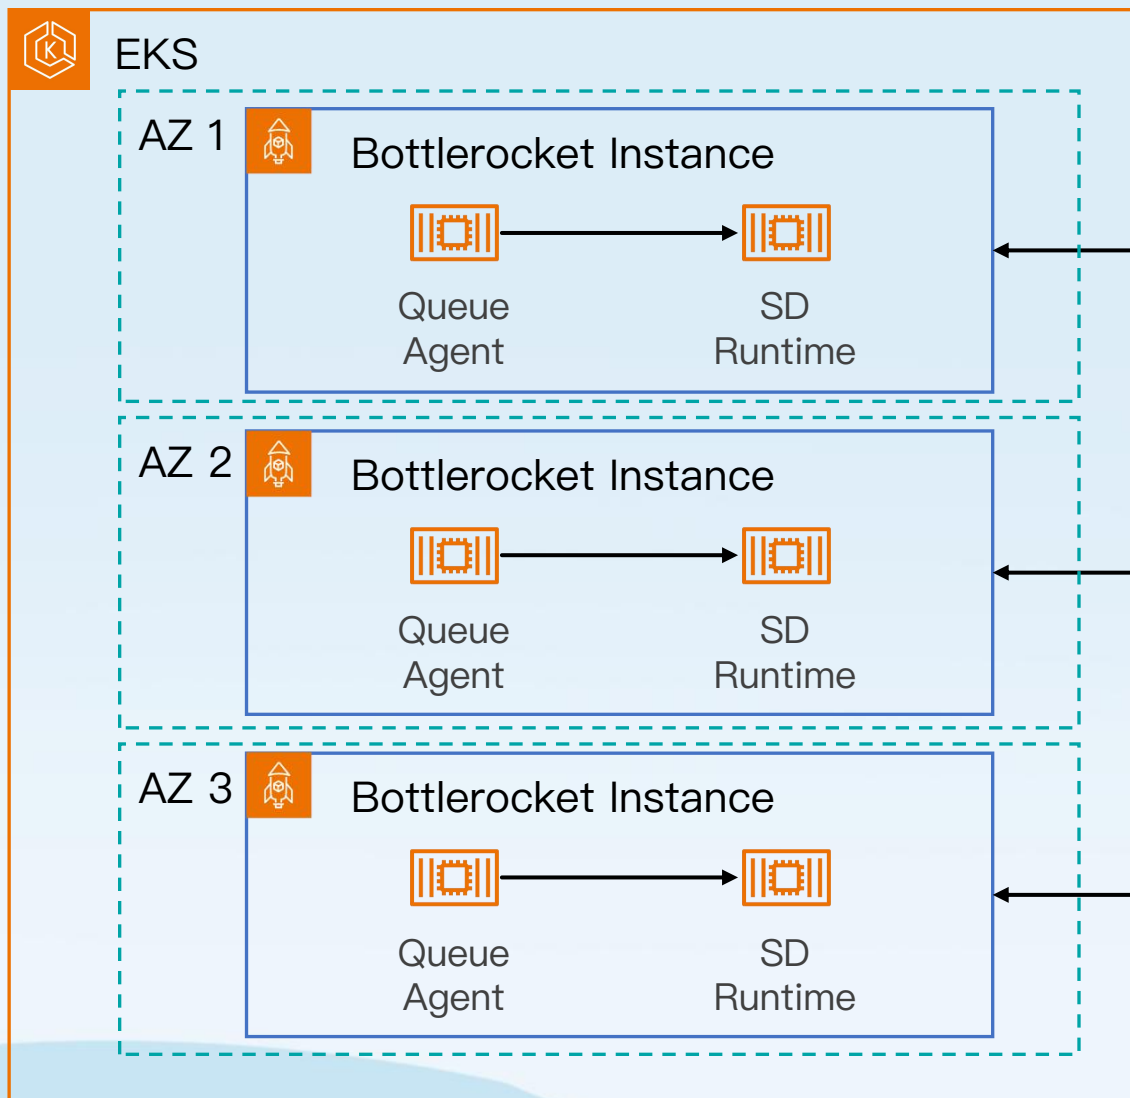 EKS
AZ 1
Bottlerocket Instance
Queue
Agent
SD
Runtime
AZ 2
Bottlerocket Instance
Queue
Agent
SD
Runtime
AZ 3
Bottlerocket Instance
Queue
Agent
SD
Runtime